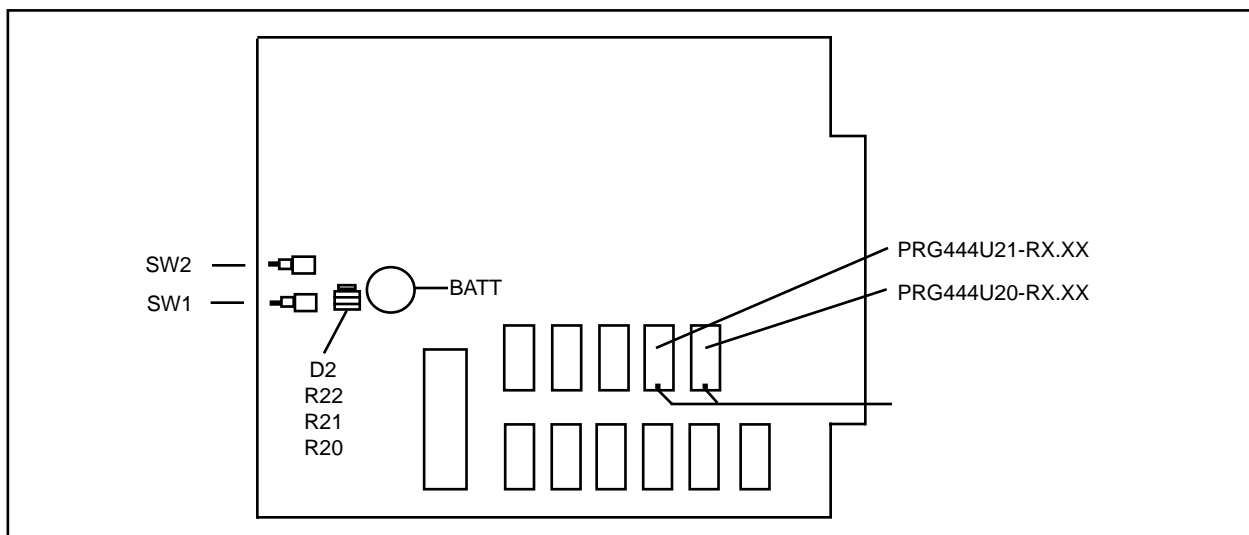 PRG444U21-RX.XX
SW2
BATT
PRG444U20-RX.XX
SW1
D2
R22
R21
R20